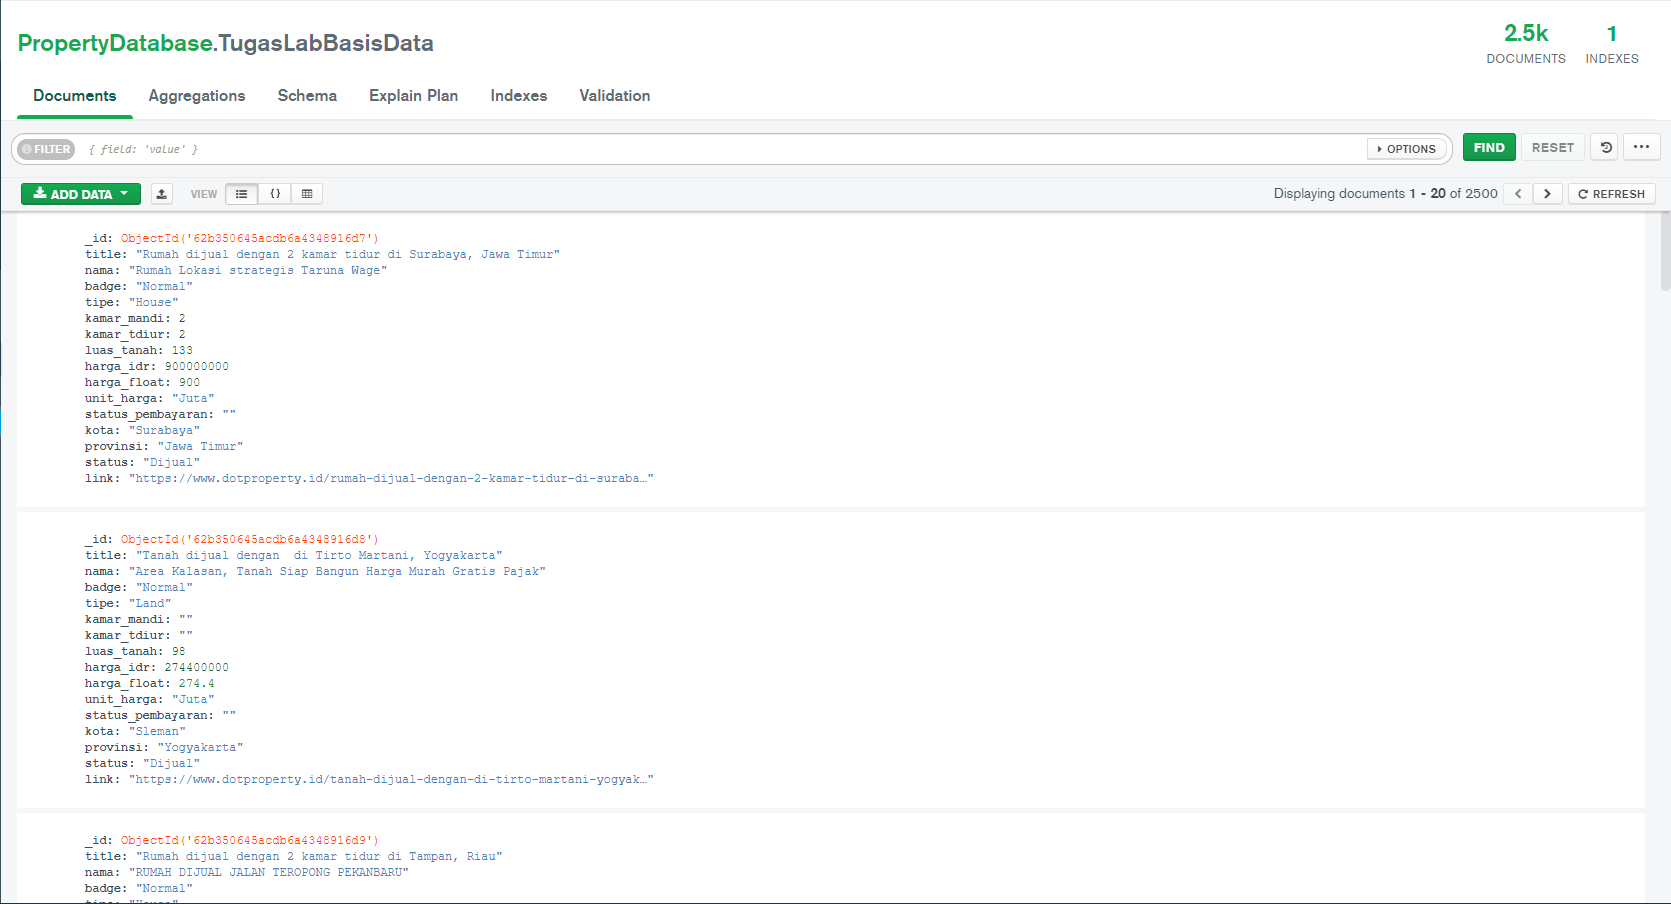 PropertyDatabase.TugasLabBasisData
2.5k
DOCUMENTS
1
INDEXES
Documents Aggregations Schema Explain Plan Indexes Validation
FILTER { field: 'value' } OPTIONS FIND RESET ...
ADD DATA VIEW {} Displaying documents 1 - 20 of 2500 < > REFRESH
_id: ObjectId('62b350645acdb6a4348916d7')
title: "Rumah dijual dengan 2 kamar tidur di Surabaya, Jawa Timur"
nama: "Rumah Lokasi strategis Taruna Wage"
badge: "Normal"
tipe: "House"
kamar_mandi: 2
kamar_tdiur: 2
luas_tanah: 133
harga_idr: 900000000
harga_float: 900
unit_harga: "Juta"
status_pembayaran: ""
kota: "Surabaya"
provinsi: "Jawa Timur"
status: "Dijual"
link: "https://www.dotproperty.id/rumah-dijual-dengan-2-kamar-tidur-di-suraba…"
_id: ObjectId('62b350645acdb6a4348916d8')
title: "Tanah dijual dengan  di Tirto Martani, Yogyakarta"
nama: "Area Kalasan, Tanah Siap Bangun Harga Murah Gratis Pajak"
badge: "Normal"
tipe: "Land"
kamar_mandi: ""
kamar_tdiur: ""
luas_tanah: 98
harga_idr: 274400000
harga_float: 274.4
unit_harga: "Juta"
status_pembayaran: ""
kota: "Sleman"
provinsi: "Yogyakarta"
status: "Dijual"
link: "https://www.dotproperty.id/tanah-dijual-dengan-di-tirto-martani-yogyak…"
_id: ObjectId('62b350645acdb6a4348916d9')
title: "Rumah dijual dengan 2 kamar tidur di Tampan, Riau"
nama: "RUMAH DIJUAL JALAN TEROPONG PEKANBARU"
badge: "Normal"
tipe: "House"